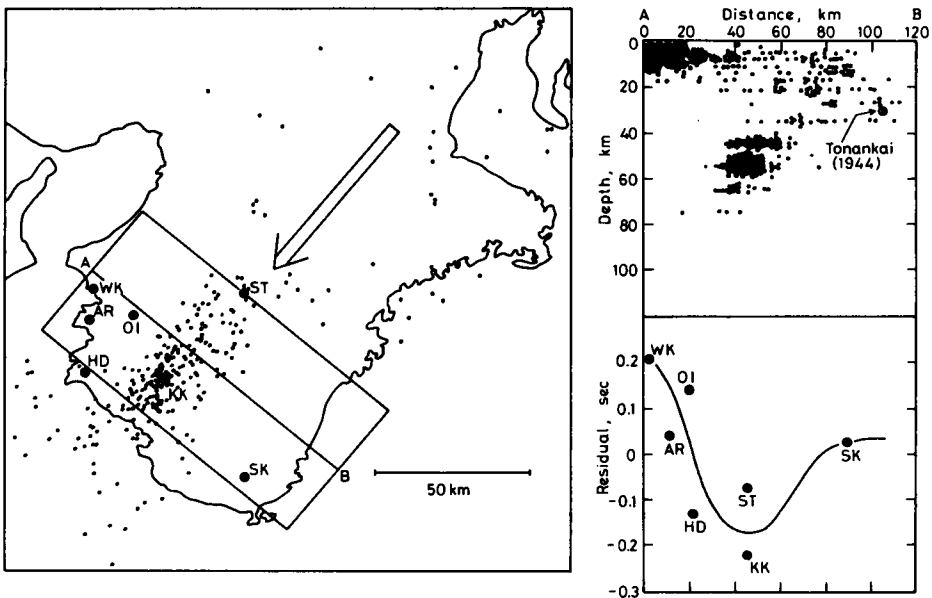 A
WK
AR
OI
HD
KK
ST
SK
B
50 km
A Distance, km B
0 20 40 60 80 100 120
0
20
40
60
80
100
Depth, km
Tonankai
(1944)
0.2
0.1
0
-0.1
-0.2
-0.3
Residual, sec
WK
OI
AR
HD
ST
KK
SK